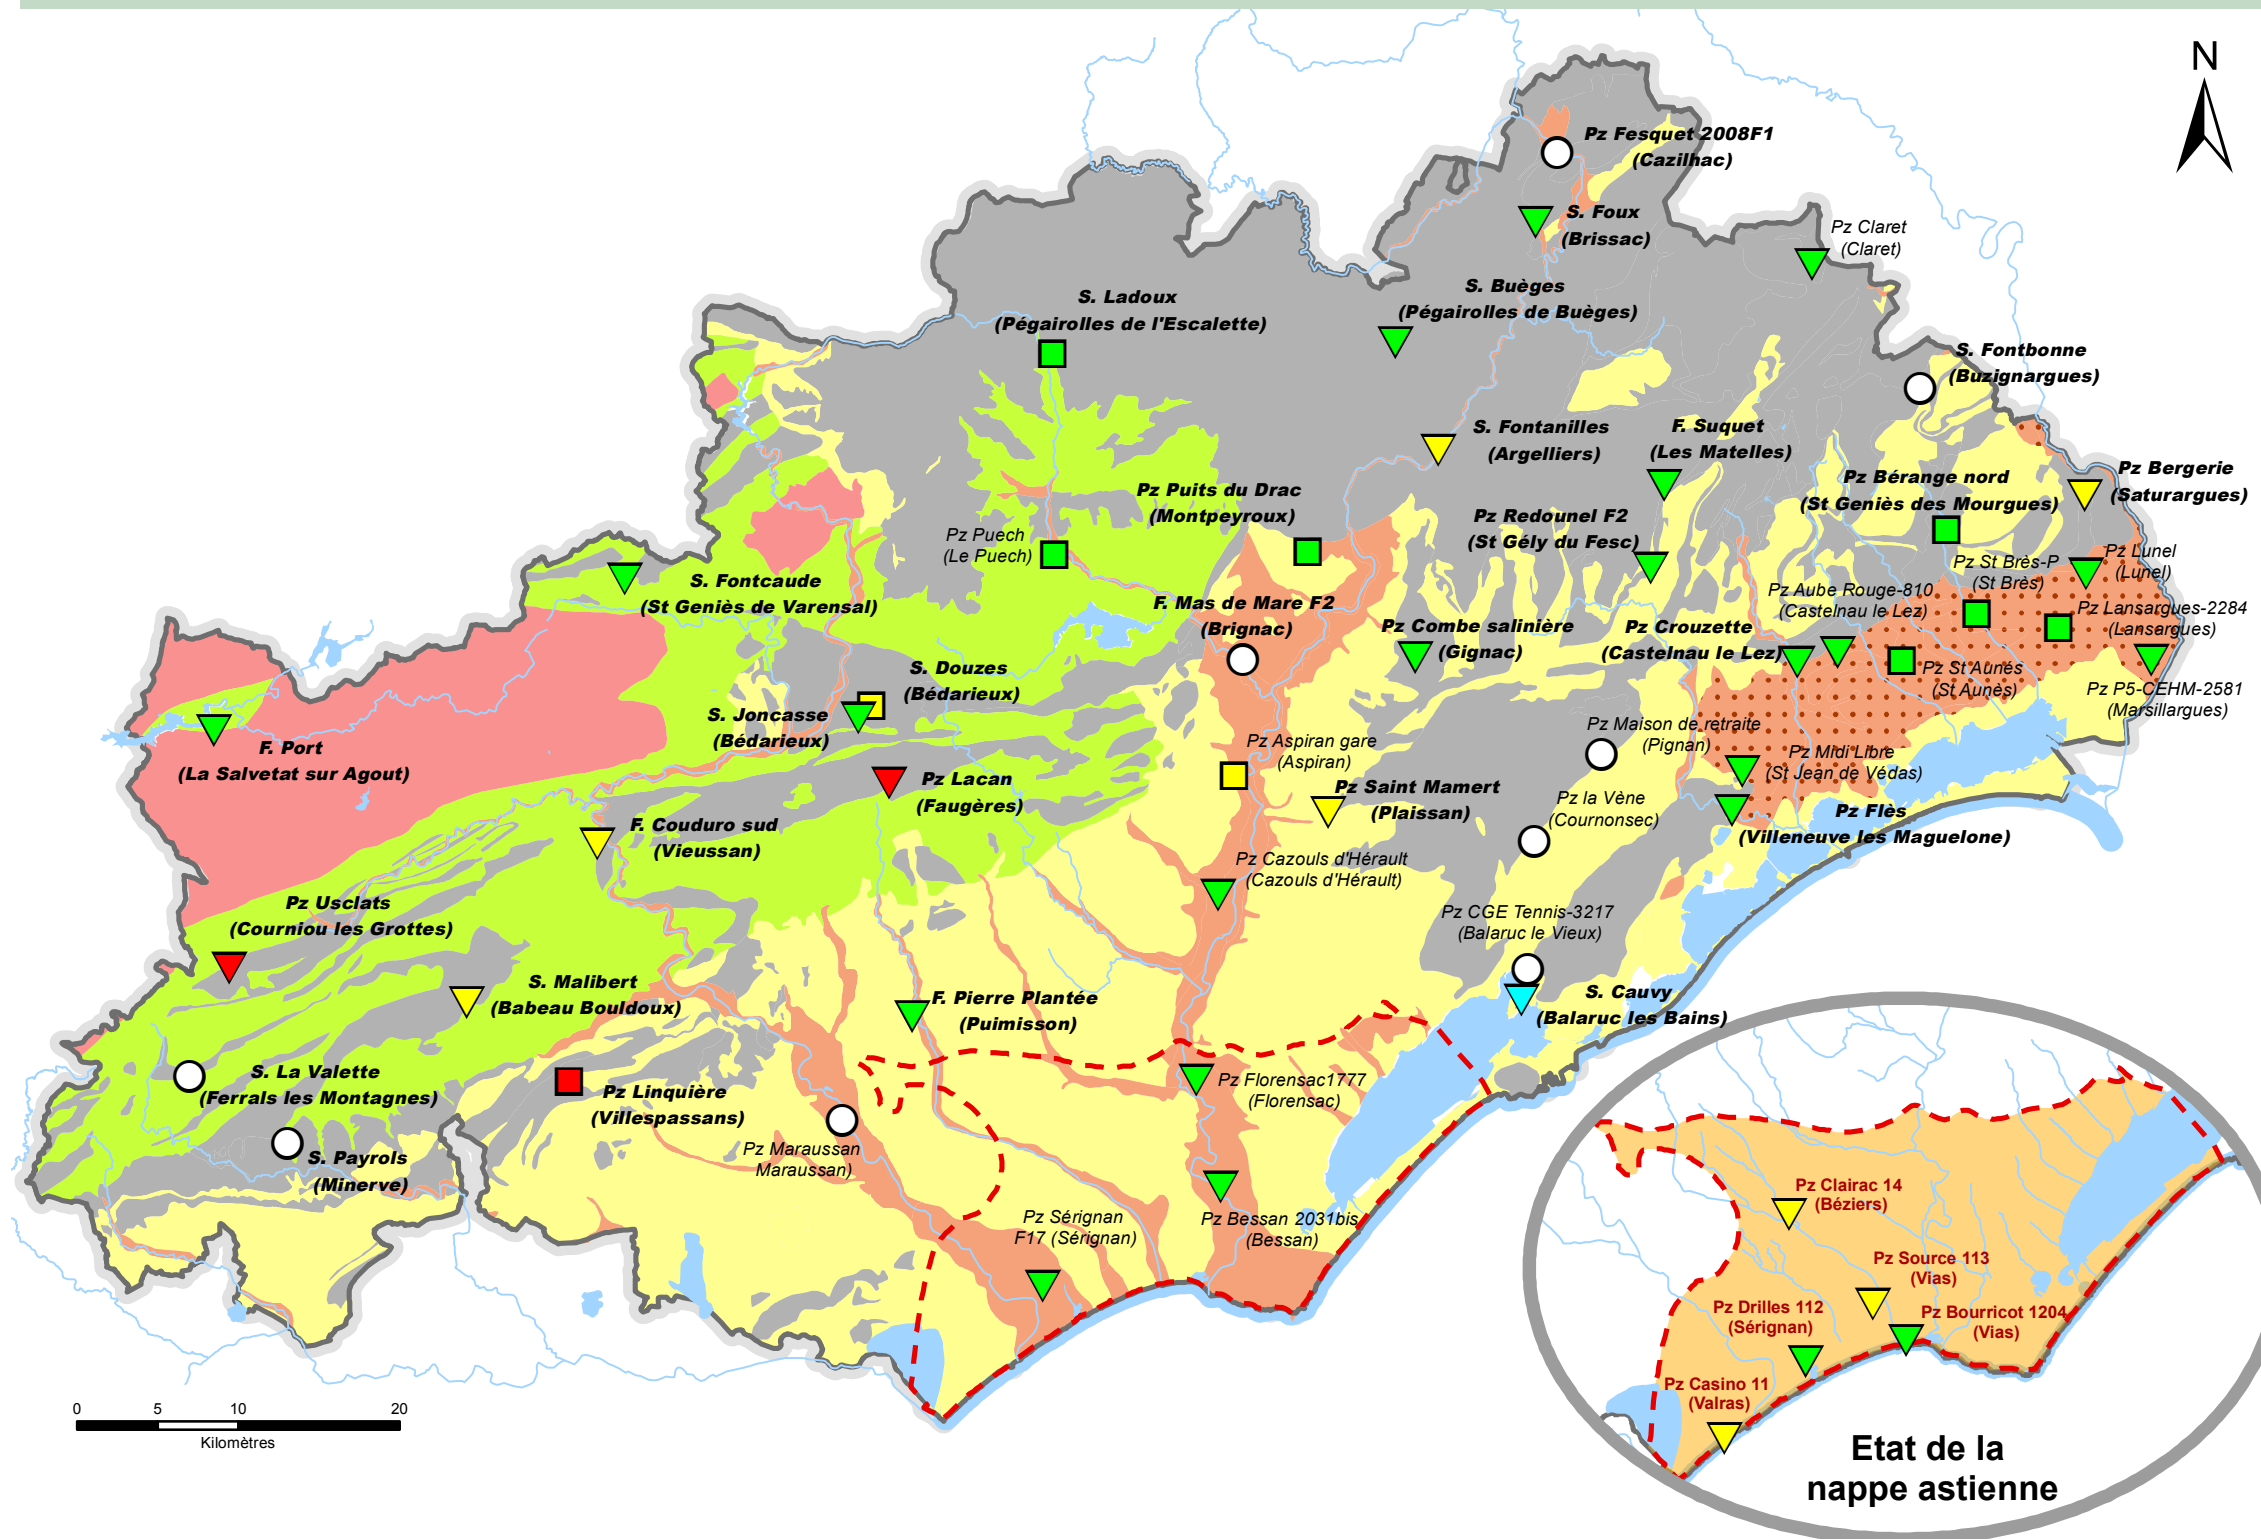 N
Pz Fesquet 2008F1
(Cazilhac)
S. Foux
(Brissac)
Pz Claret
(Claret)
S. Buèges
(Pégairolles de Buèges)
S. Ladoux
(Pégairolles de l'Escalette)
S. Fontbonne
(Buzignargues)
S. Fontanilles
(Argelliers)
F. Suquet
(Les Matelles)
Pz Bérange nord
(St Geniès des Mourgues)
Pz Bergerie
(Saturargues)
Pz Puits du Drac
(Montpeyroux)
Pz Redounel F2
(St Gély du Fesc)
Pz Puech
(Le Puech)
Pz St Brès-P
(St Brès)
Pz Lunel
(Lunel)
S. Fontcaude
(St Geniès de Varensal)
Pz Aube Rouge-810
(Castelnau le Lez)
Pz Lansargues-2284
(Lansargues)
F. Mas de Mare F2
(Brignac)
Pz Combe salinière
(Gignac)
Pz Crouzette
(Castelnau le Lez)
Pz St Aunés
(St Aunès)
S. Douzes
(Bédarieux)
Pz P5-CEHM-2581
(Marsillargues)
S. Joncasse
(Bédarieux)
Pz Maison de retraite
(Pignan)
F. Port
(La Salvetat sur Agout)
Pz Aspiran gare
(Aspiran)
Pz Midi Libre
(St Jean de Védas)
Pz Lacan
(Faugères)
Pz Saint Mamert
(Plaissan)
Pz la Vène
(Cournonsec)
Pz Flès
(Villeneuve les Maguelone)
F. Couduro sud
(Vieussan)
Pz Cazouls d'Hérault
(Cazouls d'Hérault)
Pz Usclats
(Courniou les Grottes)
Pz CGE Tennis-3217
(Balaruc le Vieux)
S. Malibert
(Babeau Bouldoux)
F. Pierre Plantée
(Puimisson)
S. Cauvy
(Balaruc les Bains)
S. La Valette
(Ferrals les Montagnes)
Pz Linquière
(Villespassans)
Pz Florensac1777
(Florensac)
Pz Maraussan
Maraussan)
S. Payrols
(Minerve)
Pz Sérignan
F17 (Sérignan)
Pz Bessan 2031bis
(Bessan)
Pz Clairac 14
(Béziers)
Pz Source 113
(Vias)
Pz Drilles 112
(Sérignan)
Pz Bourricot 1204
(Vias)
Pz Casino 11
(Valras)
0 5 10 20
Kilomètres
Etat de la
nappe astienne